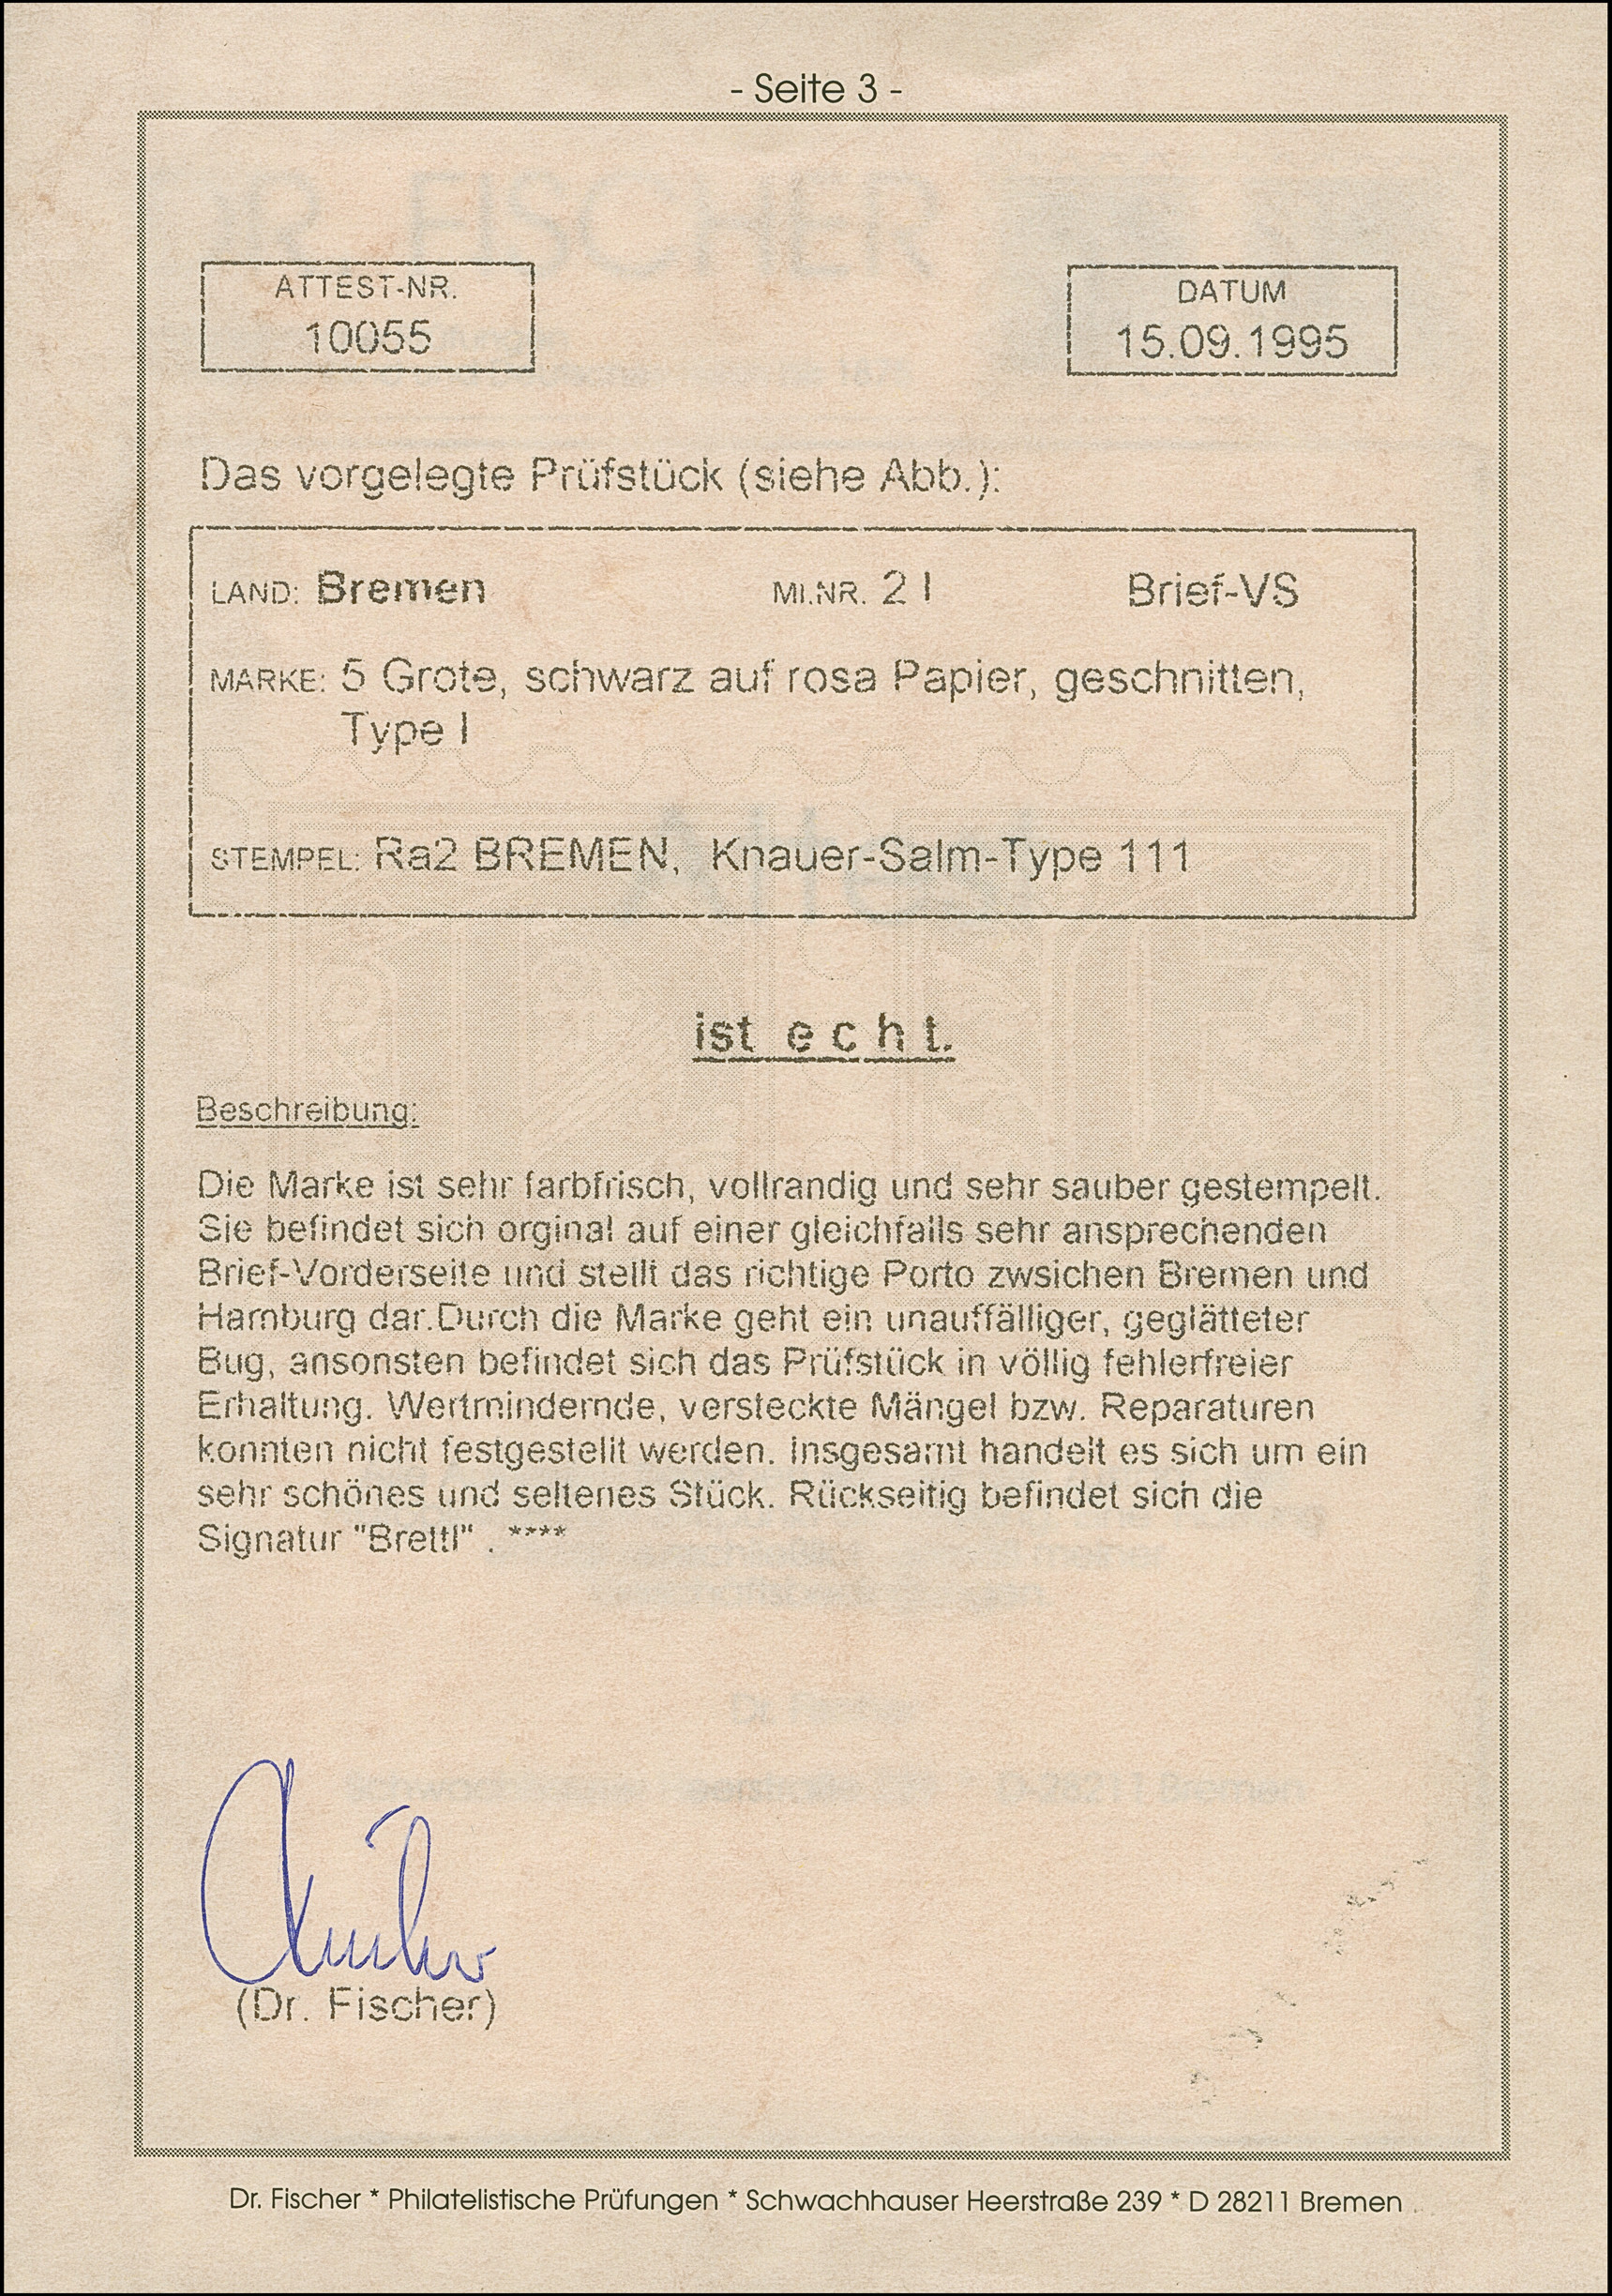 - Seite 3 -
ATTEST-NR.
10055
DATUM
15.09.1995
Das vorgelegte Prüfstück (siehe Abb.):
LAND: Bremen MI.NR. 2 I Brief-VS
MARKE: 5 Grote, schwarz auf rosa Papier, geschnitten,
Type I
STEMPEL: Ra2 BREMEN, Knauer-Salm-Type 111
ist e c h t.
Beschreibung:
Die Marke ist sehr farbfrisch, vollrandig und sehr sauber gestempelt.
Sie befindet sich orginal auf einer gleichfalls sehr ansprechenden
Brief-Vorderseite und stellt das richtige Porto zwsichen Bremen und
Hamburg dar.Durch die Marke geht ein unauffälliger, geglätteter
Bug, ansonsten befindet sich das Prüfstück in völlig fehlerfreier
Erhaltung. Wertmindernde, versteckte Mängel bzw. Reparaturen
konnten nicht festgestellt werden. Insgesamt handelt es sich um ein
sehr schönes und seltenes Stück. Rückseitig befindet sich die
Signatur "Brettl" . ****
(Dr. Fischer)
Dr. Fischer * Philatelistische Prüfungen * Schwachhauser Heerstraße 239 * D 28211 Bremen